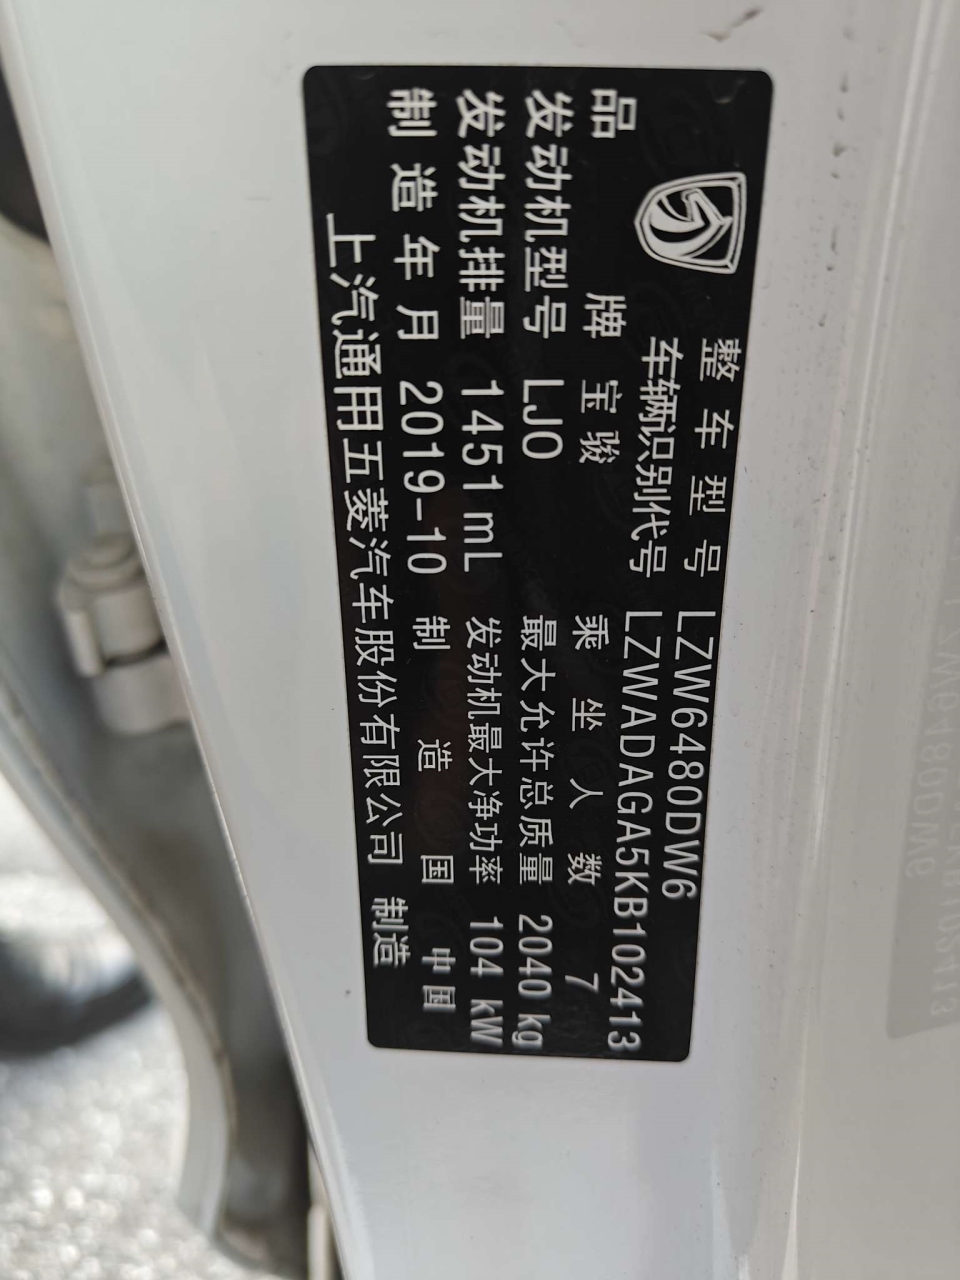 整车型号 LZW6480DW6
车辆识别代号 LZWADAGA5KB102413
品牌 宝骏 乘坐人数 7
发动机型号 LJO 最大允许总质量 2040 kg
发动机排量 1451 mL 发动机最大净功率 104 kW
制造年月 2019-10 制造国 中国
上汽通用五菱汽车股份有限公司 制造